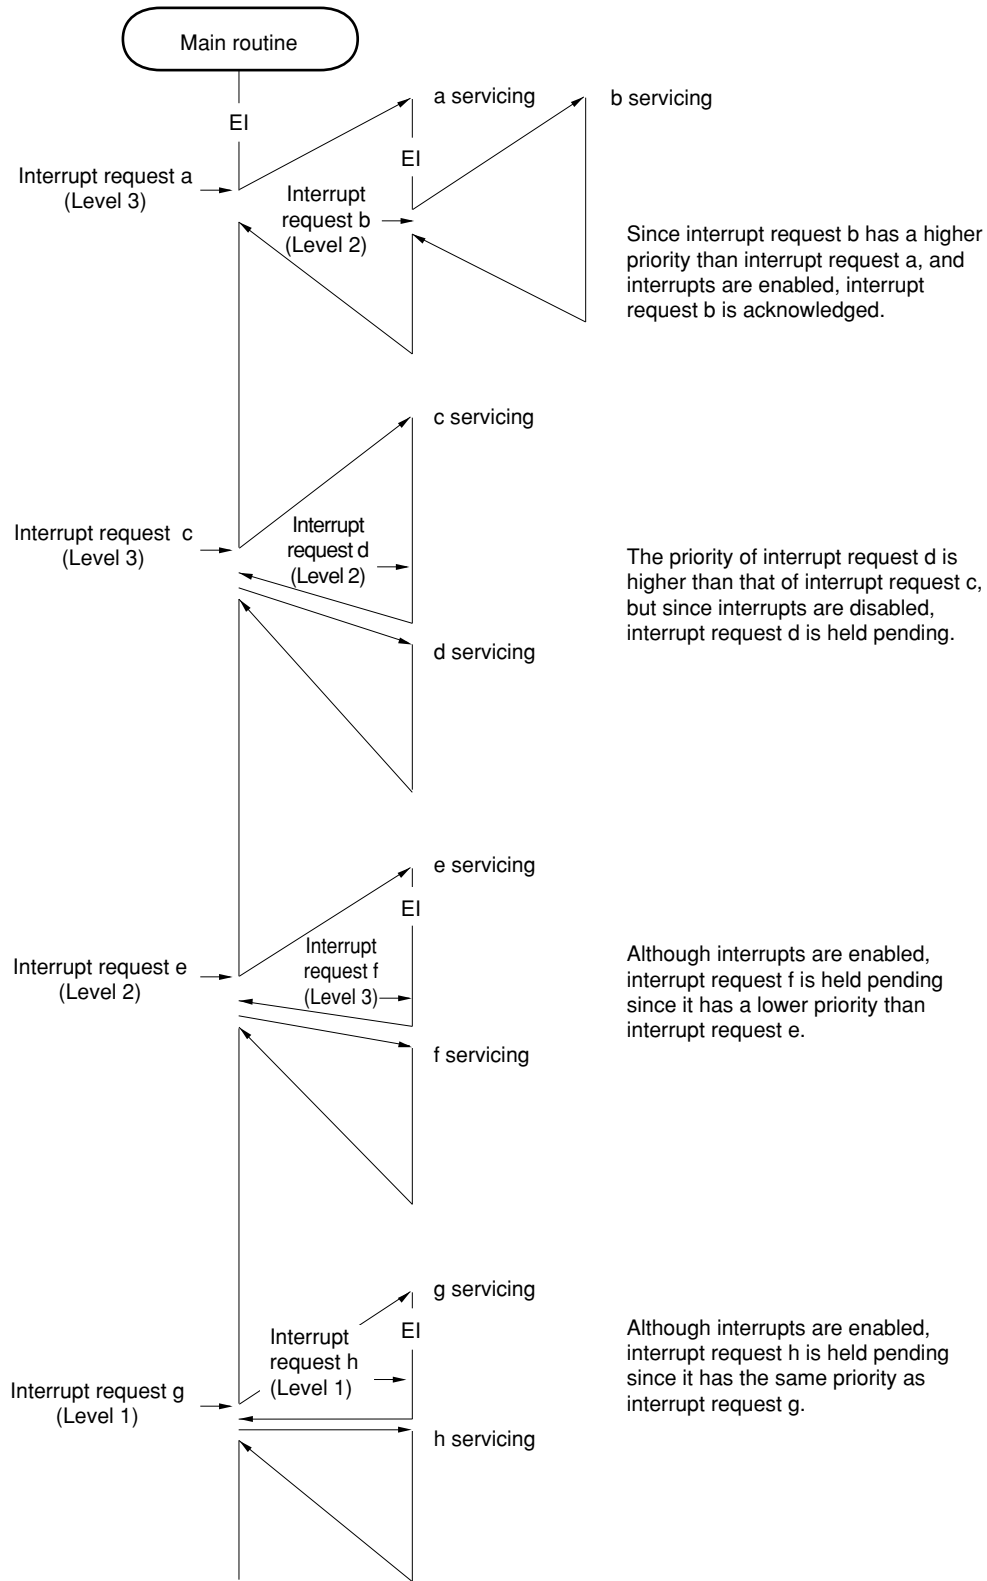 Main routine
EI
a servicing
b servicing
EI
Interrupt request a
(Level 3)
Interrupt
request b
(Level 2)
Since interrupt request b has a higher
priority than interrupt request a, and
interrupts are enabled, interrupt
request b is acknowledged.
c servicing
Interrupt request c
(Level 3)
Interrupt
request d
(Level 2)
The priority of interrupt request d is
higher than that of interrupt request c,
but since interrupts are disabled,
interrupt request d is held pending.
d servicing
e servicing
EI
Interrupt request e
(Level 2)
Interrupt
request f
(Level 3)
Although interrupts are enabled,
interrupt request f is held pending
since it has a lower priority than
interrupt request e.
f servicing
g servicing
EI
Interrupt request g
(Level 1)
Interrupt
request h
(Level 1)
Although interrupts are enabled,
interrupt request h is held pending
since it has the same priority as
interrupt request g.
h servicing